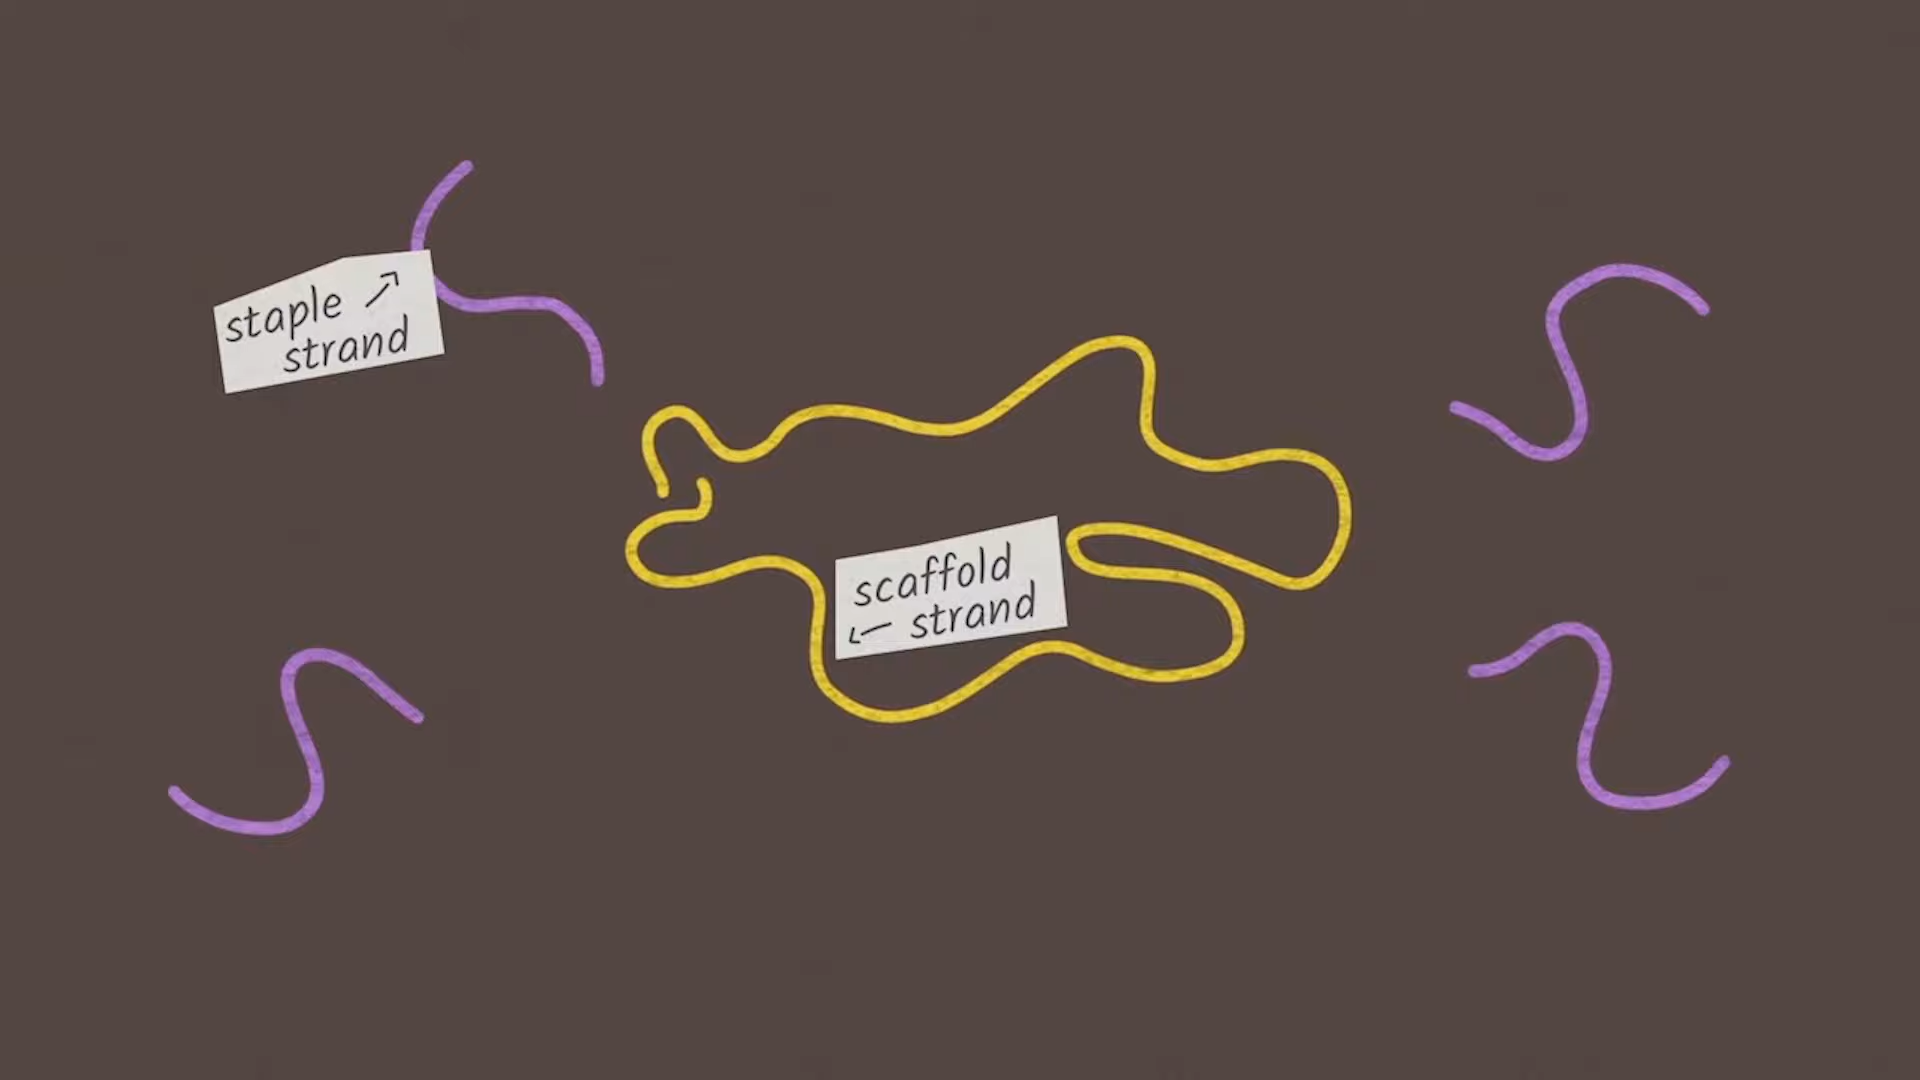 staple ↗
strand
scaffold
← strand